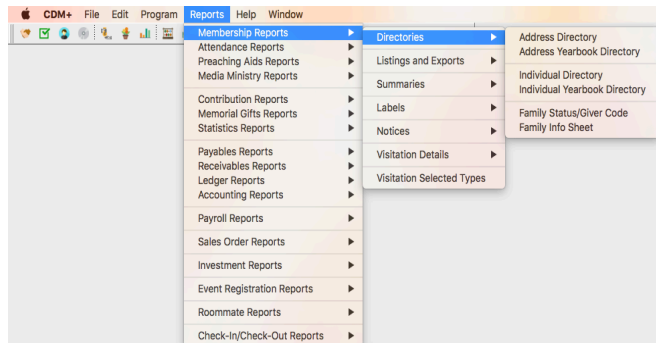 CDM+ File Edit Program Reports Help Window
Membership Reports
Attendance Reports
Preaching Aids Reports
Media Ministry Reports
Contribution Reports
Memorial Gifts Reports
Statistics Reports
Payables Reports
Receivables Reports
Ledger Reports
Accounting Reports
Payroll Reports
Sales Order Reports
Investment Reports
Event Registration Reports
Roommate Reports
Check-In/Check-Out Reports
Directories
Listings and Exports
Summaries
Labels
Notices
Visitation Details
Visitation Selected Types
Address Directory
Address Yearbook Directory
Individual Directory
Individual Yearbook Directory
Family Status/Giver Code
Family Info Sheet